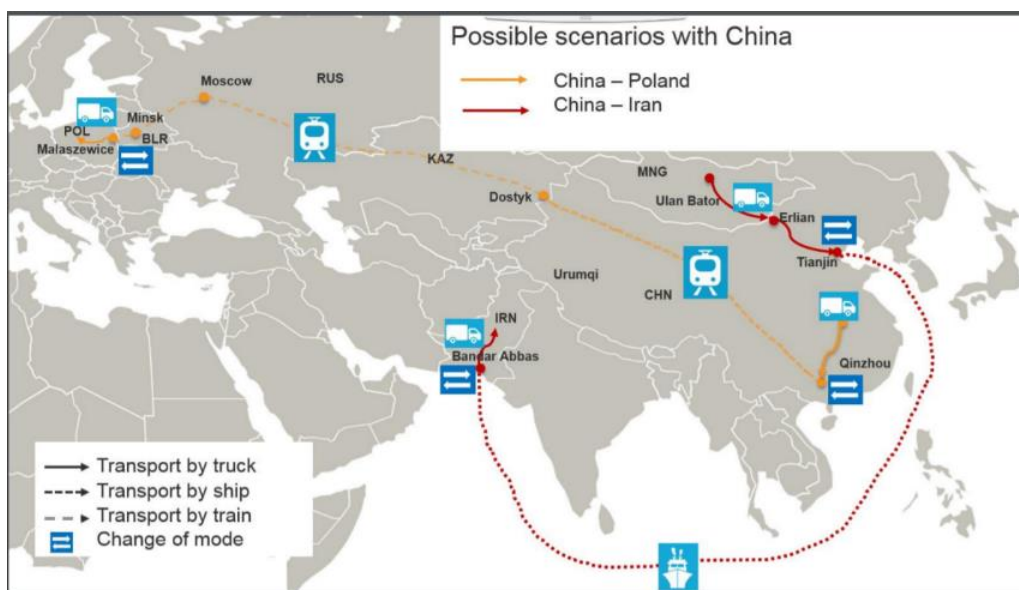 Possible scenarios with China
China – Poland
China – Iran
Moscow
RUS
Minsk
POL
BLR
Malaszewice
KAZ
MNG
Dostyk
Ulan Bator
Erlian
Tianjin
Urumqi
CHN
IRN
Bandar Abbas
Qinzhou
Transport by truck
Transport by ship
Transport by train
Change of mode